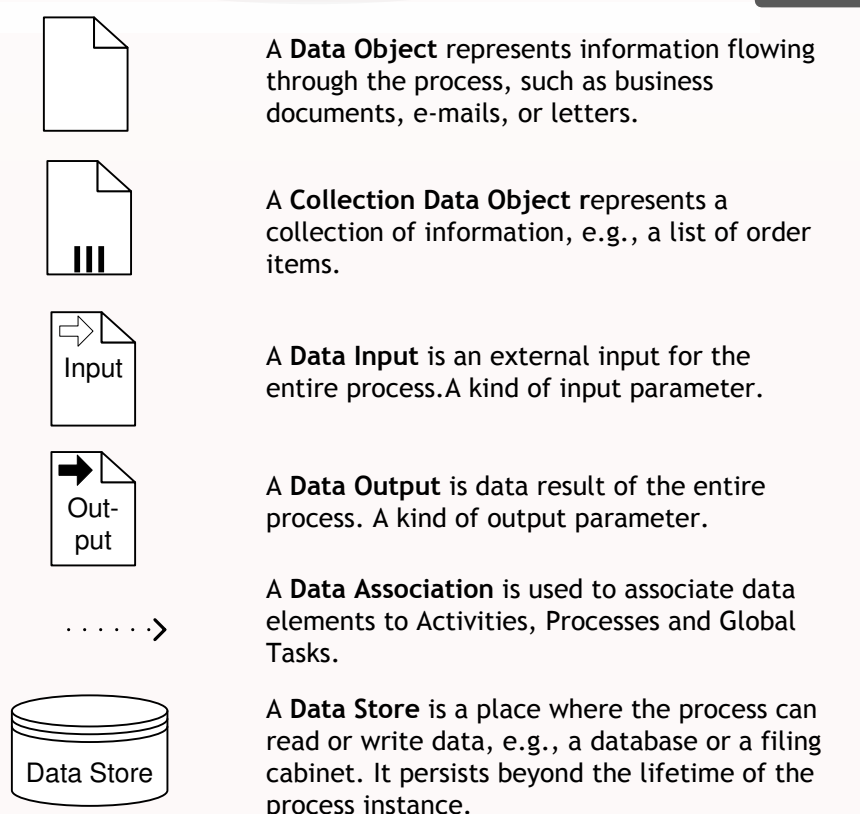 A Data Object represents information flowing
through the process, such as business
documents, e-mails, or letters.
A Collection Data Object represents a
collection of information, e.g., a list of order
items.
Input
A Data Input is an external input for the
entire process.A kind of input parameter.
Out-
put
A Data Output is data result of the entire
process. A kind of output parameter.
A Data Association is used to associate data
elements to Activities, Processes and Global
Tasks.
Data Store
A Data Store is a place where the process can
read or write data, e.g., a database or a filing
cabinet. It persists beyond the lifetime of the
process instance.